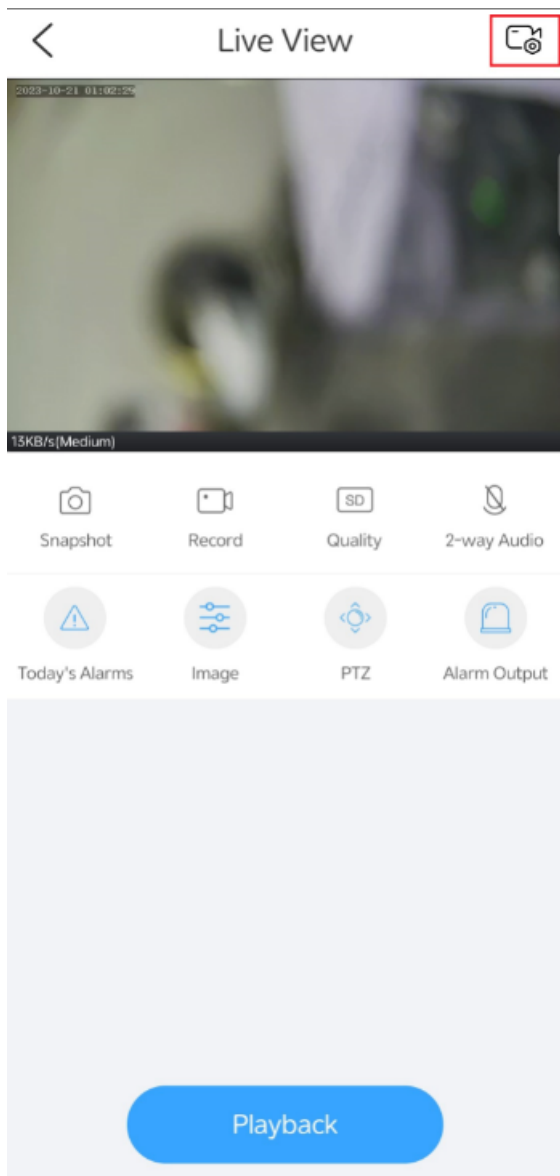 Live View
2023-10-21 01:02:29
13KB/s(Medium)
SD
Snapshot Record Quality 2-way Audio
Today's Alarms Image PTZ Alarm Output
Playback